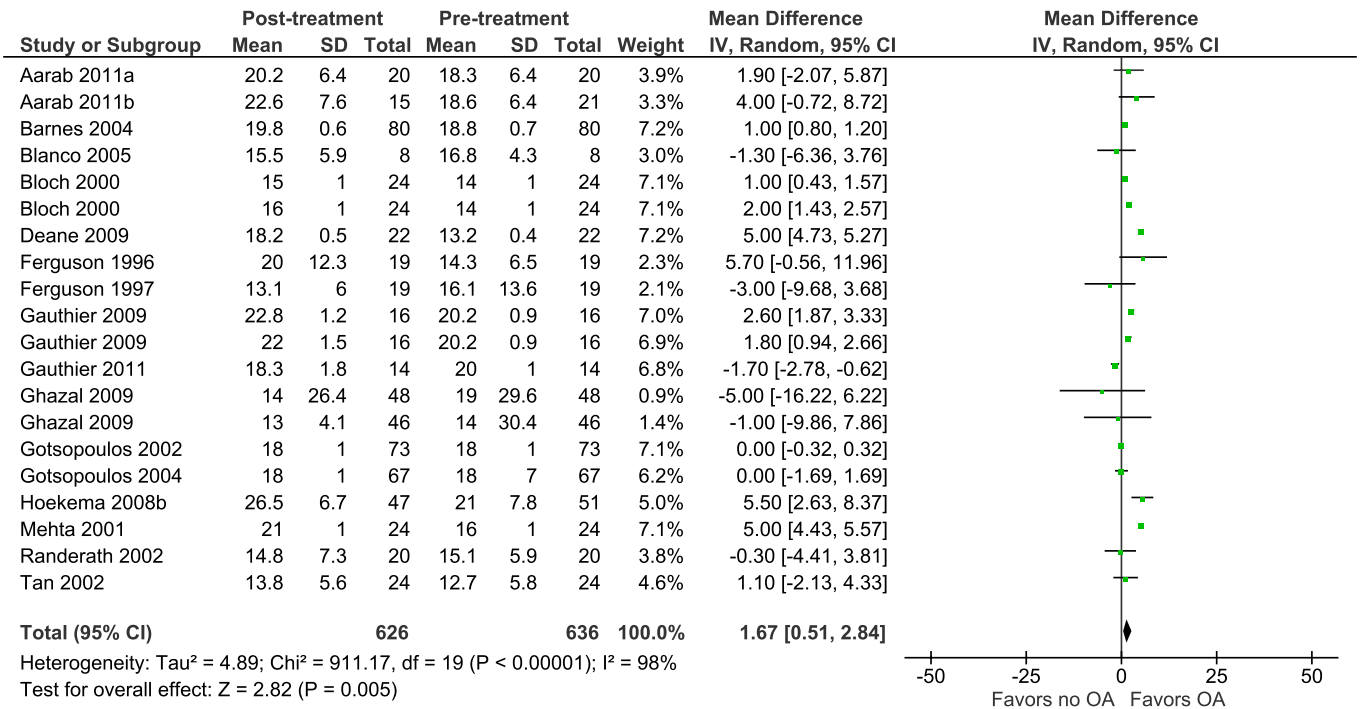 Post-treatment Pre-treatment Mean Difference Mean Difference
Study or Subgroup Mean SD Total Mean SD Total Weight IV, Random, 95% CI IV, Random, 95% CI
Aarab 2011a 20.2 6.4 20 18.3 6.4 20 3.9% 1.90 [-2.07, 5.87]
Aarab 2011b 22.6 7.6 15 18.6 6.4 21 3.3% 4.00 [-0.72, 8.72]
Barnes 2004 19.8 0.6 80 18.8 0.7 80 7.2% 1.00 [0.80, 1.20]
Blanco 2005 15.5 5.9 8 16.8 4.3 8 3.0% -1.30 [-6.36, 3.76]
Bloch 2000 15 1 24 14 1 24 7.1% 1.00 [0.43, 1.57]
Bloch 2000 16 1 24 14 1 24 7.1% 2.00 [1.43, 2.57]
Deane 2009 18.2 0.5 22 13.2 0.4 22 7.2% 5.00 [4.73, 5.27]
Ferguson 1996 20 12.3 19 14.3 6.5 19 2.3% 5.70 [-0.56, 11.96]
Ferguson 1997 13.1 6 19 16.1 13.6 19 2.1% -3.00 [-9.68, 3.68]
Gauthier 2009 22.8 1.2 16 20.2 0.9 16 7.0% 2.60 [1.87, 3.33]
Gauthier 2009 22 1.5 16 20.2 0.9 16 6.9% 1.80 [0.94, 2.66]
Gauthier 2011 18.3 1.8 14 20 1 14 6.8% -1.70 [-2.78, -0.62]
Ghazal 2009 14 26.4 48 19 29.6 48 0.9% -5.00 [-16.22, 6.22]
Ghazal 2009 13 4.1 46 14 30.4 46 1.4% -1.00 [-9.86, 7.86]
Gotsopoulos 2002 18 1 73 18 1 73 7.1% 0.00 [-0.32, 0.32]
Gotsopoulos 2004 18 1 67 18 7 67 6.2% 0.00 [-1.69, 1.69]
Hoekema 2008b 26.5 6.7 47 21 7.8 51 5.0% 5.50 [2.63, 8.37]
Mehta 2001 21 1 24 16 1 24 7.1% 5.00 [4.43, 5.57]
Randerath 2002 14.8 7.3 20 15.1 5.9 20 3.8% -0.30 [-4.41, 3.81]
Tan 2002 13.8 5.6 24 12.7 5.8 24 4.6% 1.10 [-2.13, 4.33]
Total (95% CI) 626 636 100.0% 1.67 [0.51, 2.84]
Heterogeneity: Tau² = 4.89; Chi² = 911.17, df = 19 (P < 0.00001); I² = 98%
Test for overall effect: Z = 2.82 (P = 0.005)
-50 -25 0 25 50
Favors no OA Favors OA